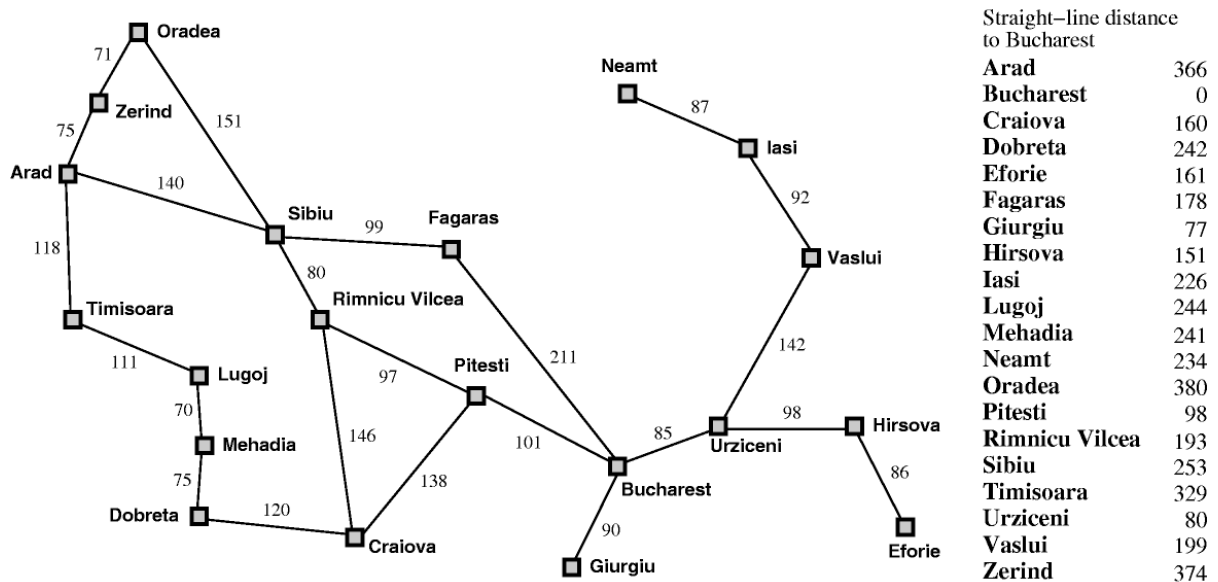 Oradea
71
Neamt
Zerind
87
151
75
Iasi
Arad
140
92
Sibiu
Fagaras
99
118
Vaslui
80
Timisoara
Rimnicu Vilcea
211
142
111
Lugoj
97
Pitesti
70
98
Hirsova
146
101
85
Urziceni
Mehadia
138
86
75
Bucharest
120
90
Dobreta
Craiova
Giurgiu
Eforie
Straight–line distance
to Bucharest
Arad 366
Bucharest 0
Craiova 160
Dobreta 242
Eforie 161
Fagaras 178
Giurgiu 77
Hirsova 151
Iasi 226
Lugoj 244
Mehadia 241
Neamt 234
Oradea 380
Pitesti 98
Rimnicu Vilcea 193
Sibiu 253
Timisoara 329
Urziceni 80
Vaslui 199
Zerind 374